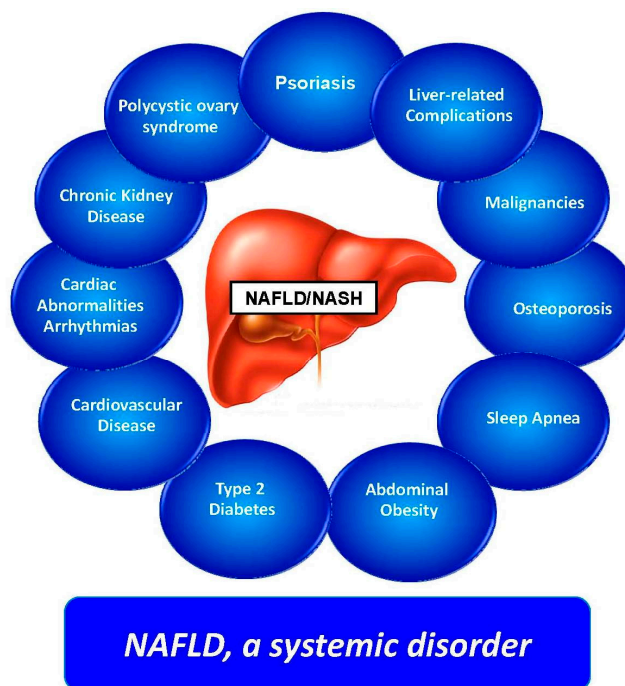 Psoriasis
Liver-related
Complications
Malignancies
Osteoporosis
Sleep Apnea
Abdominal
Obesity
Type 2
Diabetes
Cardiovascular
Disease
Cardiac
Abnormalities
Arrhythmias
Chronic Kidney
Disease
Polycystic ovary
syndrome
NAFLD/NASH
NAFLD, a systemic disorder